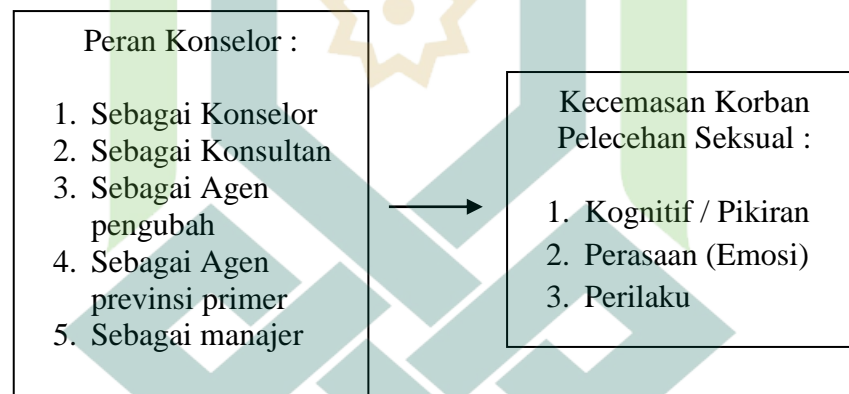 Peran Konselor :
1. Sebagai Konselor
2. Sebagai Konsultan
3. Sebagai Agen
pengubah
4. Sebagai Agen
previnsi primer
5. Sebagai manajer
Kecemasan Korban
Pelecehan Seksual :
1. Kognitif / Pikiran
2. Perasaan (Emosi)
3. Perilaku